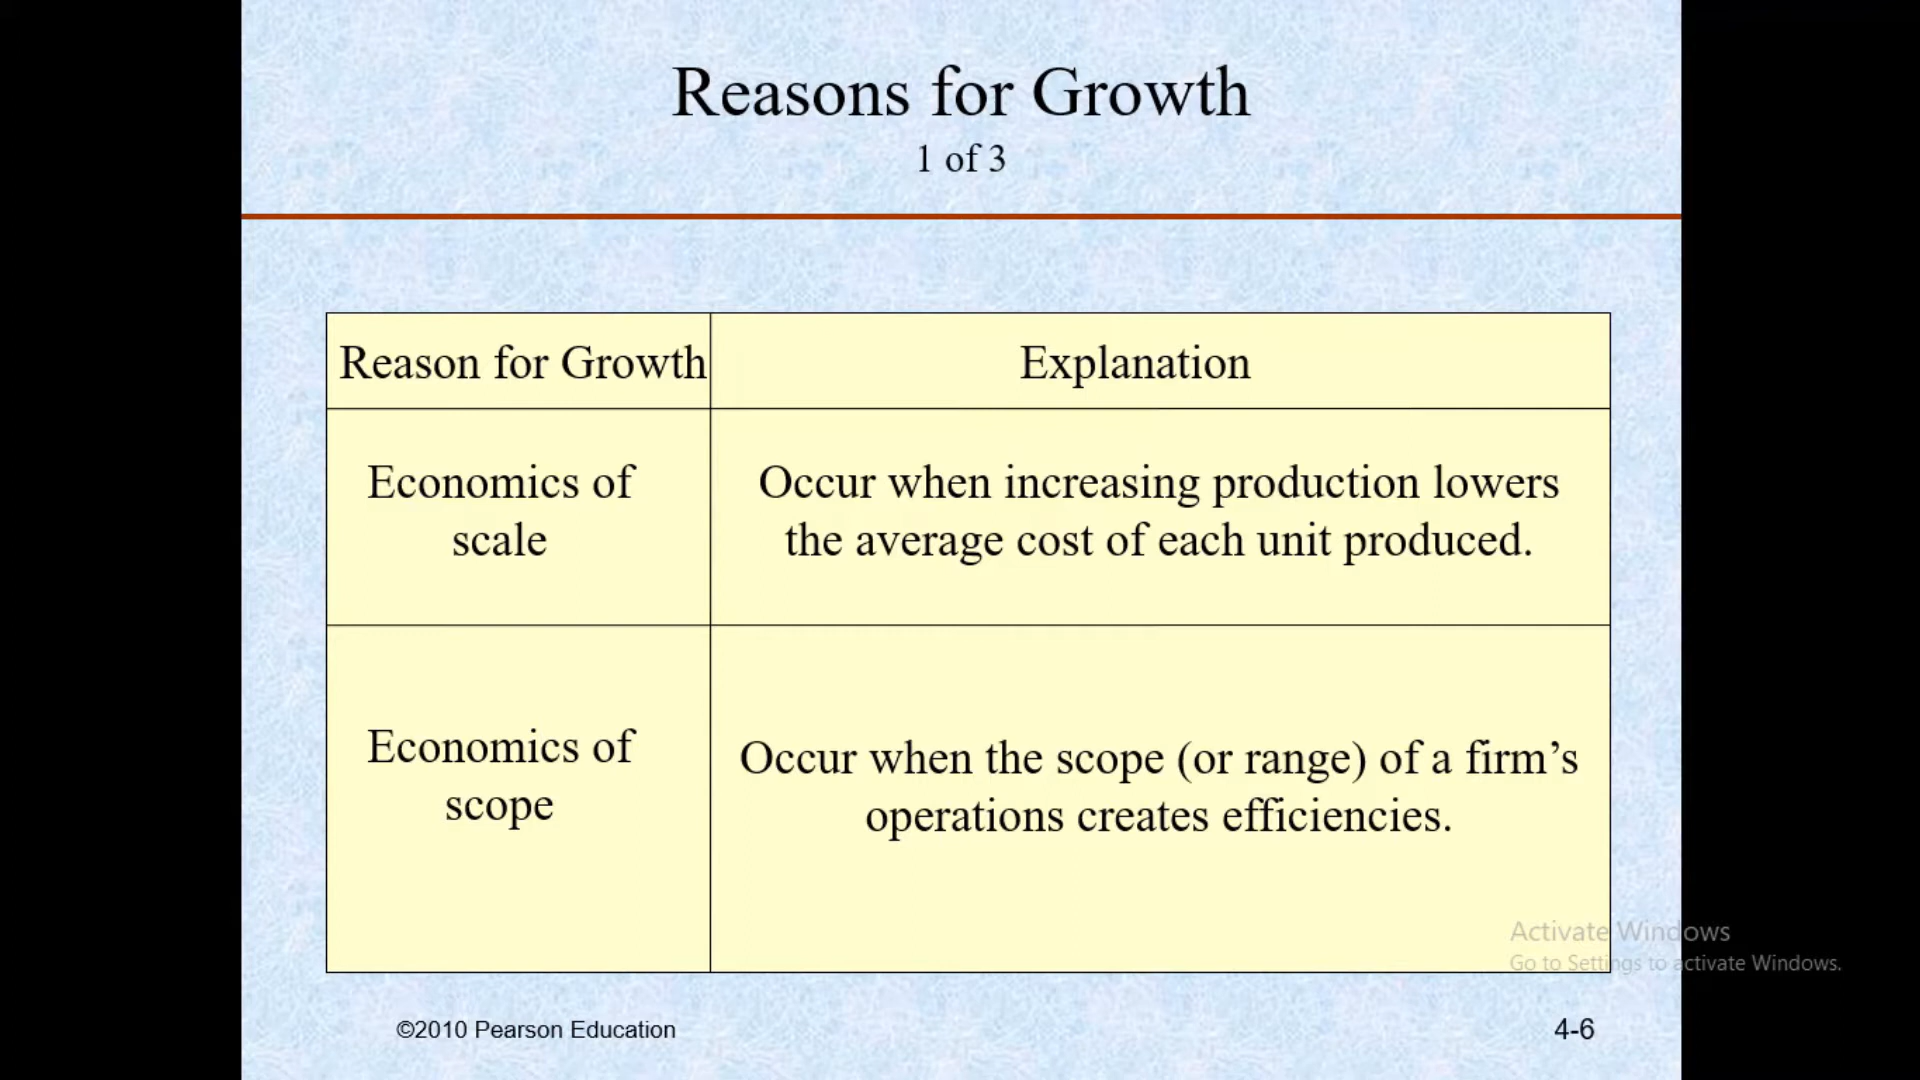 Reasons for Growth
1 of 3
Reason for Growth
Explanation
Economics of
scale
Occur when increasing production lowers
the average cost of each unit produced.
Economics of
scope
Occur when the scope (or range) of a firm’s
operations creates efficiencies.
Activate Windows
Go to Settings to activate Windows.
©2010 Pearson Education
4-6